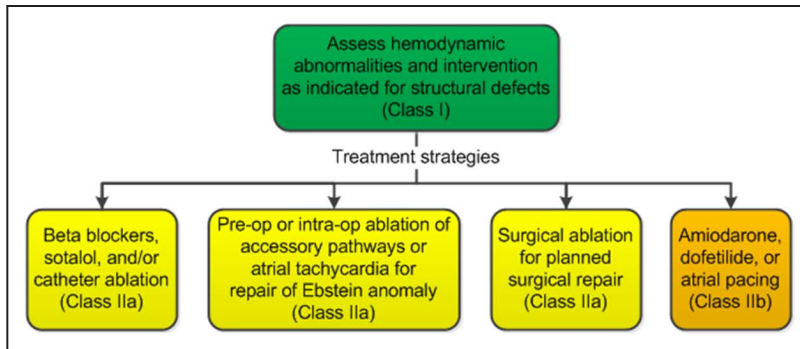 Assess hemodynamic
abnormalities and intervention
as indicated for structural defects
(Class I)
Treatment strategies
Beta blockers,
sotalol, and/or
catheter ablation
(Class IIa)
Pre-op or intra-op ablation of
accessory pathways or
atrial tachycardia for
repair of Ebstein anomaly
(Class IIa)
Surgical ablation
for planned
surgical repair
(Class IIa)
Amiodarone,
dofetilide, or
atrial pacing
(Class IIb)